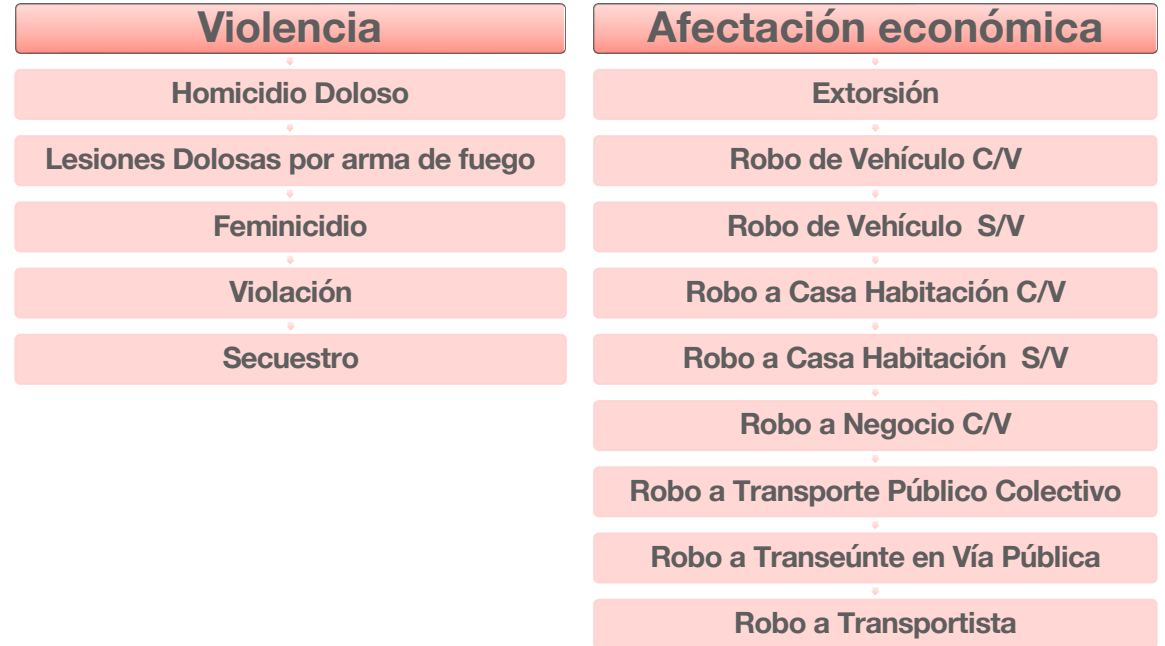 Violencia
Homicidio Doloso
Lesiones Dolosas por arma de fuego
Feminicidio
Violación
Secuestro
Afectación económica
Extorsión
Robo de Vehículo C/V
Robo de Vehículo S/V
Robo a Casa Habitación C/V
Robo a Casa Habitación S/V
Robo a Negocio C/V
Robo a Transporte Público Colectivo
Robo a Transeúnte en Vía Pública
Robo a Transportista